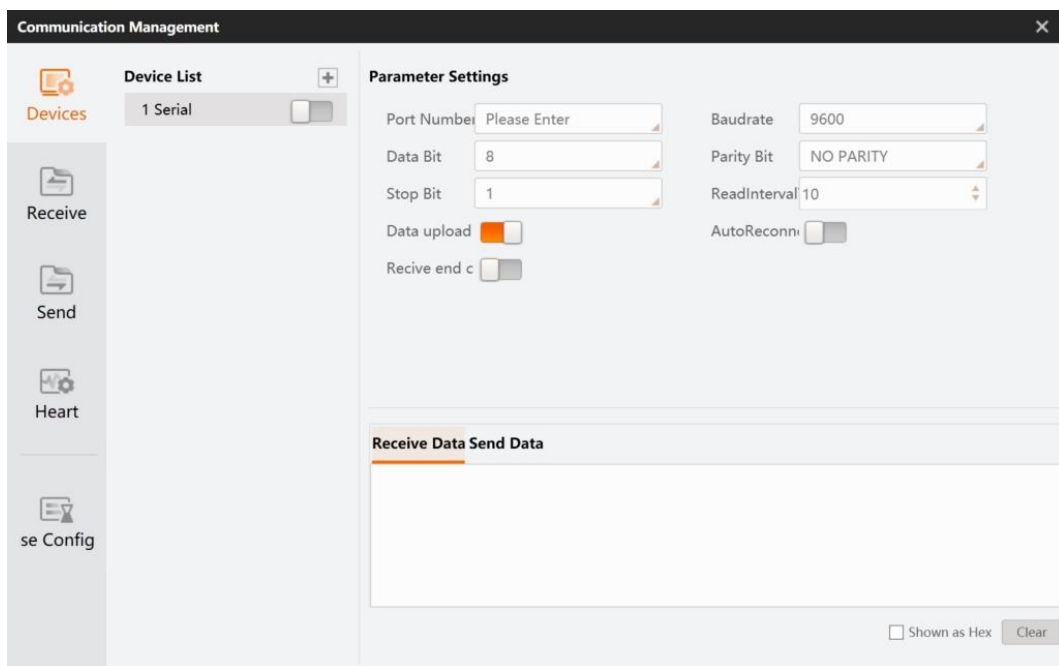 Communication Management
Devices
Receive
Send
Heart
se Config
Device List
1 Serial
Parameter Settings
Port Number Please Enter Baudrate 9600
Data Bit 8 Parity Bit NO PARITY
Stop Bit 1 ReadInterval 10
Data upload AutoReconn
Recive end c
Receive Data Send Data
Shown as Hex Clear